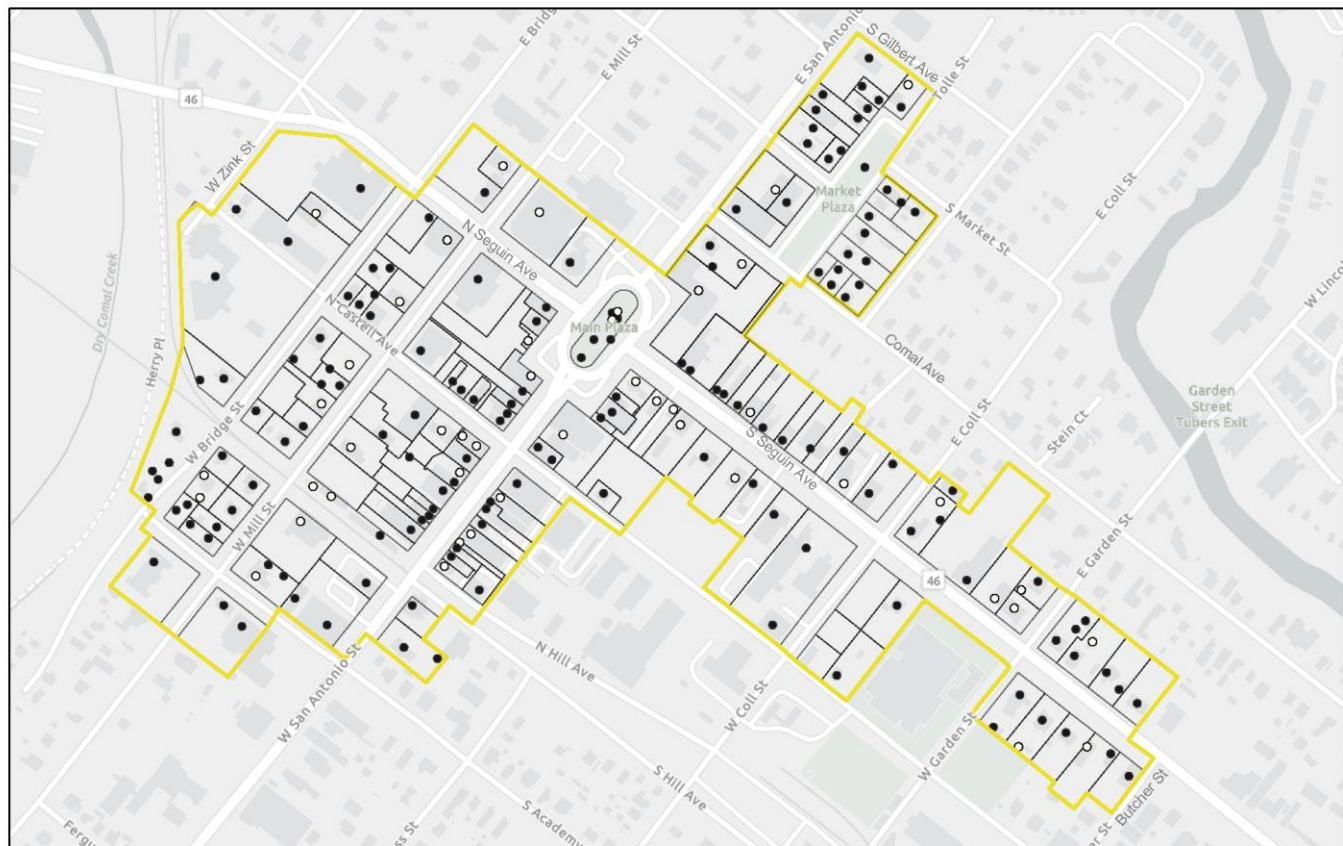 E San Antonio
S Gilbert Ave
Tolle St
E Mill St
46
W Zink St
Market
Plaza
E Coll St
S Market St
N Seguin Ave
Main Plaza
N Castell Ave
Dry Comal Creek
Herry Pl
Comal Ave
W Bridge St
S Seguin Ave
E Coll St
Stein Ct
Garden
Street
Tubers Exit
W Mill St
E Garden St
46
N Hill Ave
W San Antonio St
W Coll St
W Garden St
S Hill Ave
Butcher St